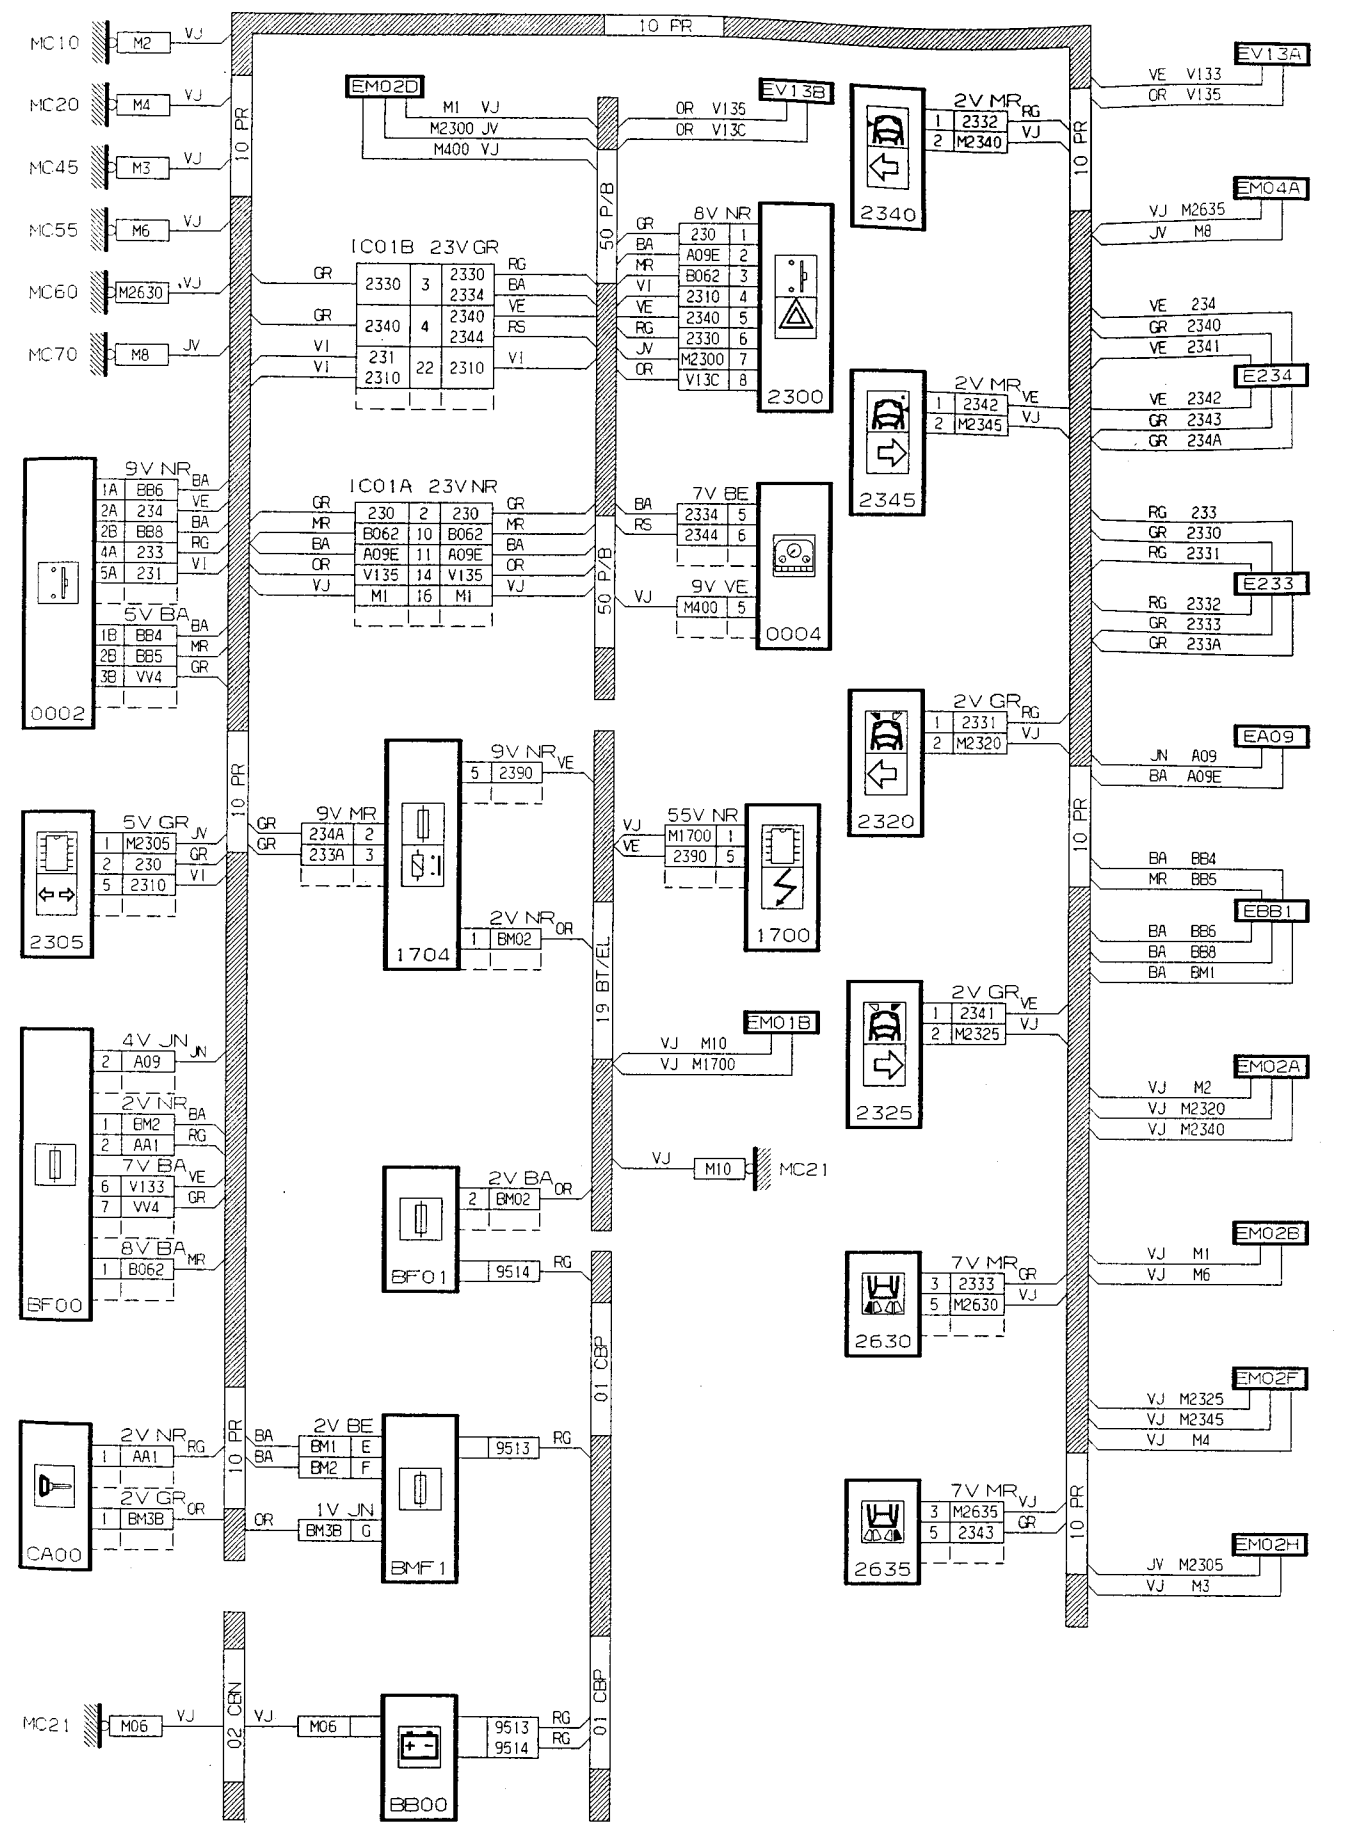 10 PR
MC10 M2 VJ
MC20 M4 VJ
MC45 M3 VJ
MC55 M6 VJ
MC60 M2630 VJ
MC70 M8 JV
10 PR
EM02D
M1 VJ
M2300 JV
M400 VJ
50 P/B
EV13B
OR V135
OR V13C
IC01B 23V GR
GR 2330 3 2330 RG
2334 BA
GR 2340 4 2340 VE
2344 RS
VI 231 22 2310 VI
VI 2310
8V NR
GR 230 1
BA A09E 2
MR B062 3
VI 2310 4
VE 2340 5
RG 2330 6
JV M2300 7
OR V13C 8
2300
9V NR
1A BB6 BA
2A 234 VE
2B BB8 BA
4A 233 RG
5A 231 VI
5V BA
1B BB4 BA
2B BB5 MR
3B VV4 GR
0002
IC01A 23V NR
GR 230 2 230 GR
MR B062 10 B062 MR
BA A09E 11 A09E BA
OR V135 14 V135 OR
VJ M1 16 M1 VJ
50 P/B
7V BE
BA 2334 5
RS 2344 6
9V VE
VJ M400 5
0004
10 PR
5V GR
1 M2305 JV
2 230 GR
5 2310 VI
2305
9V NR
5 2390 VE
9V MR
GR 234A 2
GR 233A 3
2V NR
1 BM02 OR
1704
55V NR
VJ M1700 1
VE 2390 5
1700
19 BT/EL
EM01B
VJ M10
VJ M1700
VJ M10 MC21
4V JN
2 A09 JN
2V NR
1 BM2 BA
2 AA1 RG
7V BA
6 V133 VE
7 VV4 GR
8V BA
1 B062 MR
BF00
2V BA
2 BM02 OR
9514 RG
BF01
01 CBP
2V NR
1 AA1 RG
2V GR
1 BM3B OR
CA00
10 PR
2V BE
BA BM1 E
BA BM2 F
1V JN
OR BM3B G
9513 RG
BMF1
MC21 M06 VJ
02 CBN
VJ M06
9513 RG
9514 RG
BB00
01 CBP
2V MR
1 2332 RG
2 M2340 VJ
2340
10 PR
2V MR
1 2342 VE
2 M2345 VJ
2345
2V GR
1 2331 RG
2 M2320 VJ
2320
10 PR
2V GR
1 2341 VE
2 M2325 VJ
2325
7V MR
3 2333 GR
5 M2630 VJ
2630
7V MR
3 M2635 VJ
5 2343 GR
2635
10 PR
EV13A
VE V133
OR V135
EM04A
VJ M2635
JV M8
VE 234
GR 2340
VE 2341
E234
VE 2342
GR 2343
GR 234A
RG 233
GR 2330
RG 2331
E233
RG 2332
GR 2333
GR 233A
EA09
JN A09
BA A09E
BA BB4
MR BB5
EBB1
BA BB6
BA BB8
BA BM1
EM02A
VJ M2
VJ M2320
VJ M2340
EM02B
VJ M1
VJ M6
EM02F
VJ M2325
VJ M2345
VJ M4
EM02H
JV M2305
VJ M3